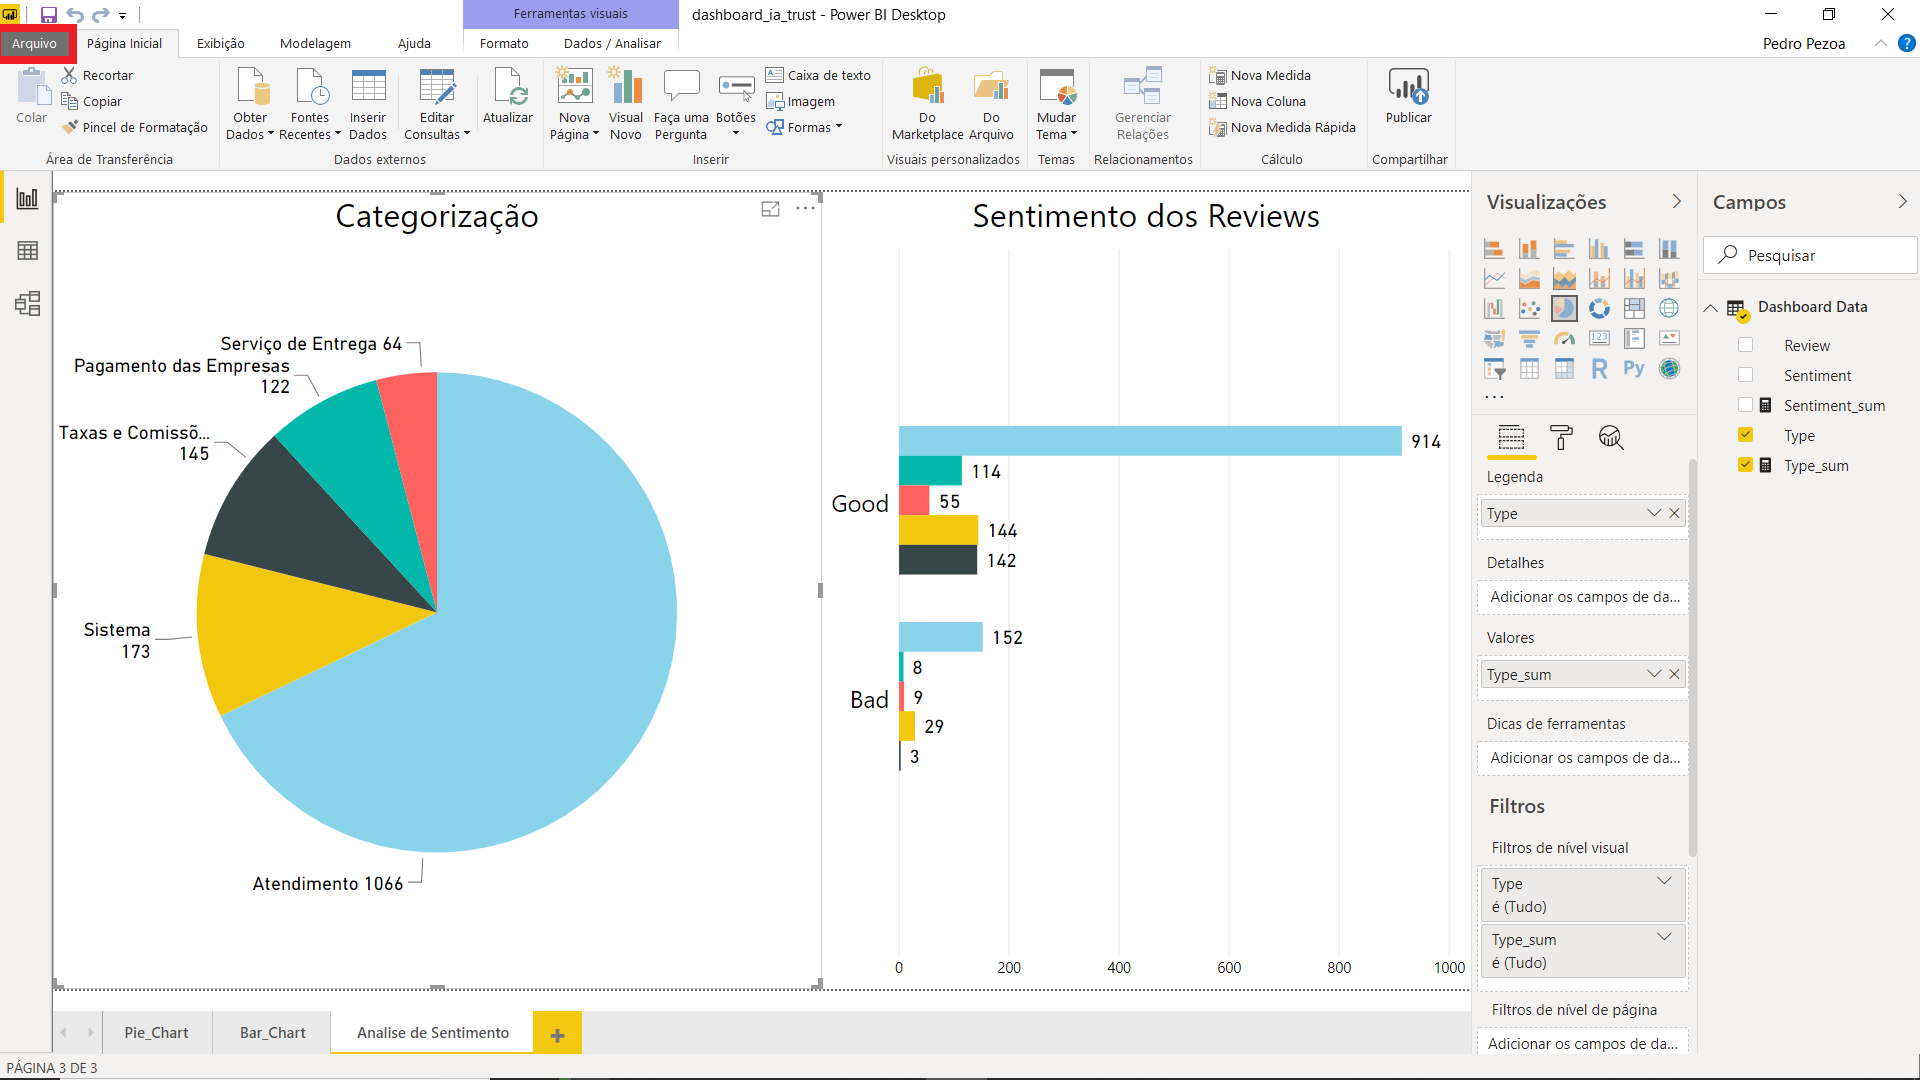 Ferramentas visuais
dashboard_ia_trust - Power BI Desktop
Arquivo
Página Inicial
Exibição
Modelagem
Ajuda
Formato
Dados / Analisar
Pedro Pezoa
?
Colar
Recortar
Copiar
Pincel de Formatação
Área de Transferência
Obter
Dados
Fontes
Recentes
Inserir
Dados
Editar
Consultas
Atualizar
Dados externos
Nova
Página
Visual
Novo
Faça uma
Pergunta
Botões
Caixa de texto
Imagem
Formas
Inserir
Do
Marketplace
Do
Arquivo
Visuais personalizados
Mudar
Tema
Temas
Gerenciar
Relações
Relacionamentos
Nova Medida
Nova Coluna
Nova Medida Rápida
Cálculo
Publicar
Compartilhar
Categorização
Serviço de Entrega 64
Pagamento das Empresas
122
Taxas e Comissõ...
145
Sistema
173
Atendimento 1066
Sentimento dos Reviews
Good
914
114
55
144
142
Bad
152
8
9
29
3
0
200
400
600
800
1000
Visualizações
123
R
Py
Legenda
Type
Detalhes
Adicionar os campos de da...
Valores
Type_sum
Dicas de ferramentas
Adicionar os campos de da...
Filtros
Filtros de nível visual
Type
é (Tudo)
Type_sum
é (Tudo)
Filtros de nível de página
Adicionar os campos de da...
Campos
Pesquisar
Dashboard Data
Review
Sentiment
Sentiment_sum
Type
Type_sum
Pie_Chart
Bar_Chart
Analise de Sentimento
PÁGINA 3 DE 3